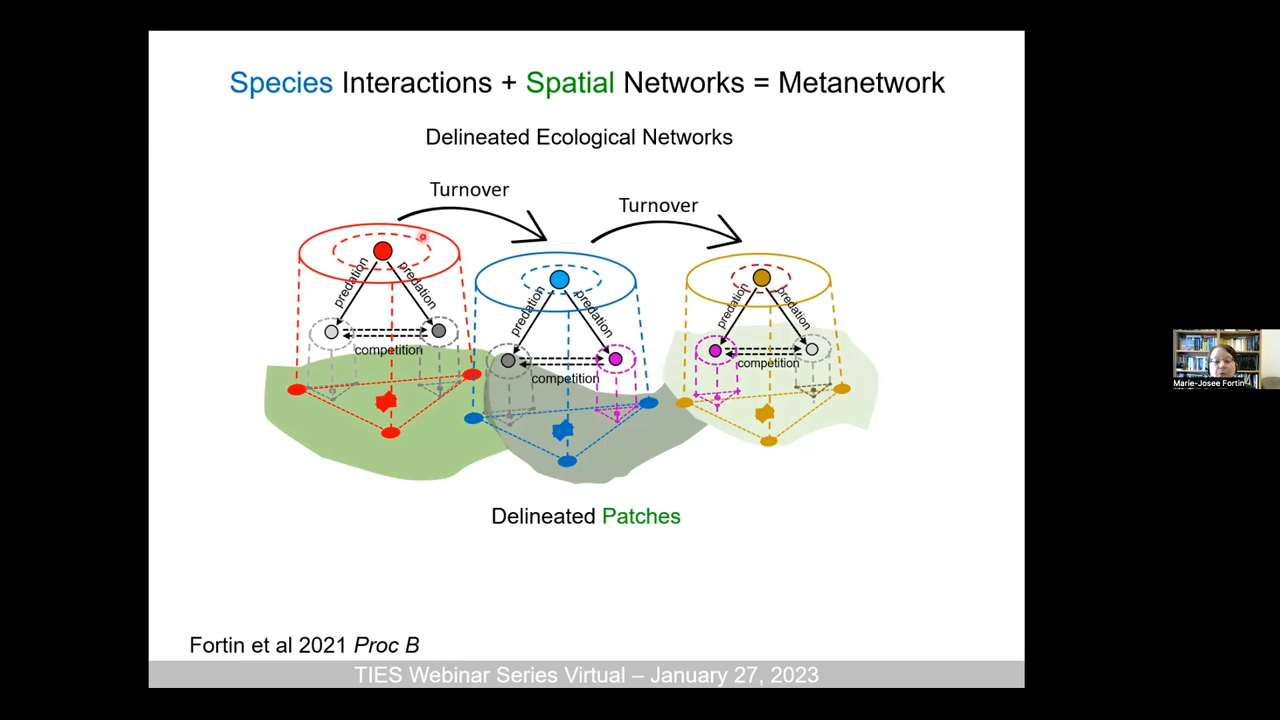 Species Interactions + Spatial Networks = Metanetwork
Delineated Ecological Networks
Turnover
Turnover
predation
predation
competition
predation
predation
competition
predation
predation
competition
Delineated Patches
Fortin et al 2021 Proc B
TIES Webinar Series Virtual – January 27, 2023
Marie-Josee Fortin